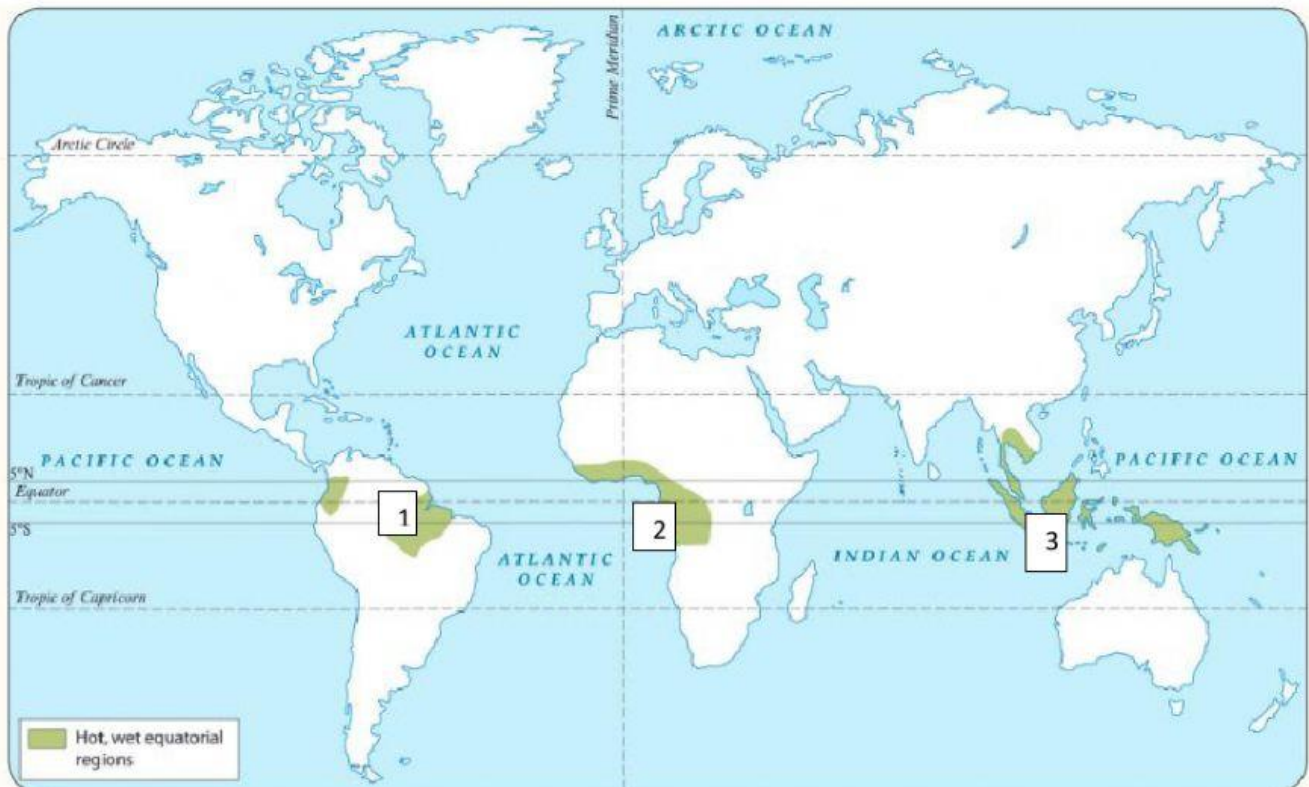 ARCTIC OCEAN
Prime Meridian
Arctic Circle
ATLANTIC
OCEAN
Tropic of Cancer
PACIFIC OCEAN
PACIFIC OCEAN
5°N
Equator
5°S
1
2
3
ATLANTIC
OCEAN
INDIAN OCEAN
Tropic of Capricorn
Hot, wet equatorial
regions